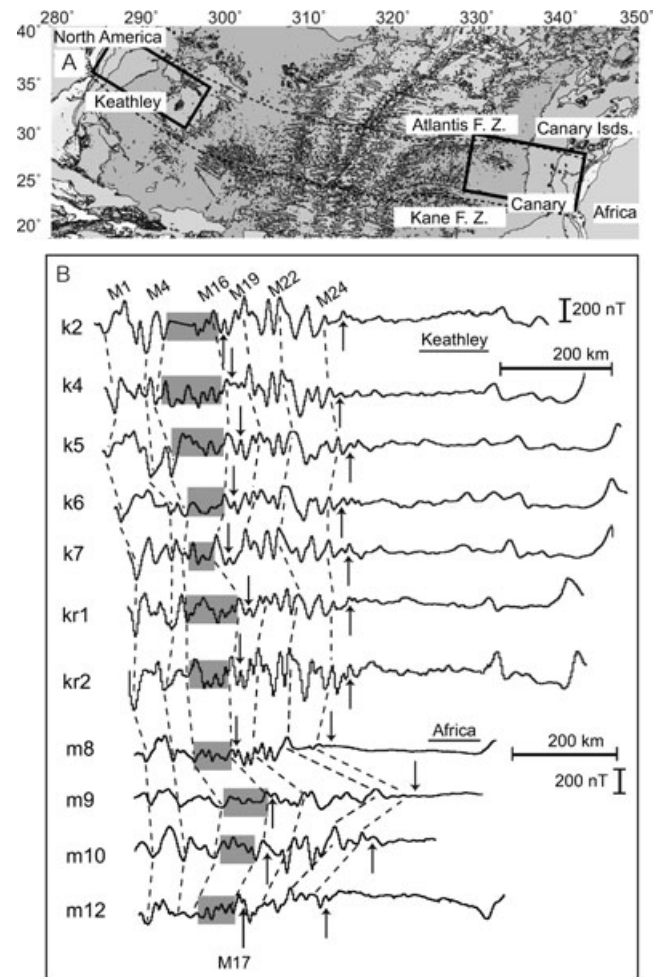 280° 290° 300° 310° 320° 330° 340° 350°
40°
North America
A
35°
Keathley
30°
Atlantis F. Z. Canary Isds.
25°
Canary
Kane F. Z. Africa
20°
B
M1 M4 M16 M19 M22 M24
k2
200 nT
Keathley
200 km
k4
k5
k6
k7
kr1
kr2
m8
Africa
200 km
m9
200 nT
m10
m12
M17